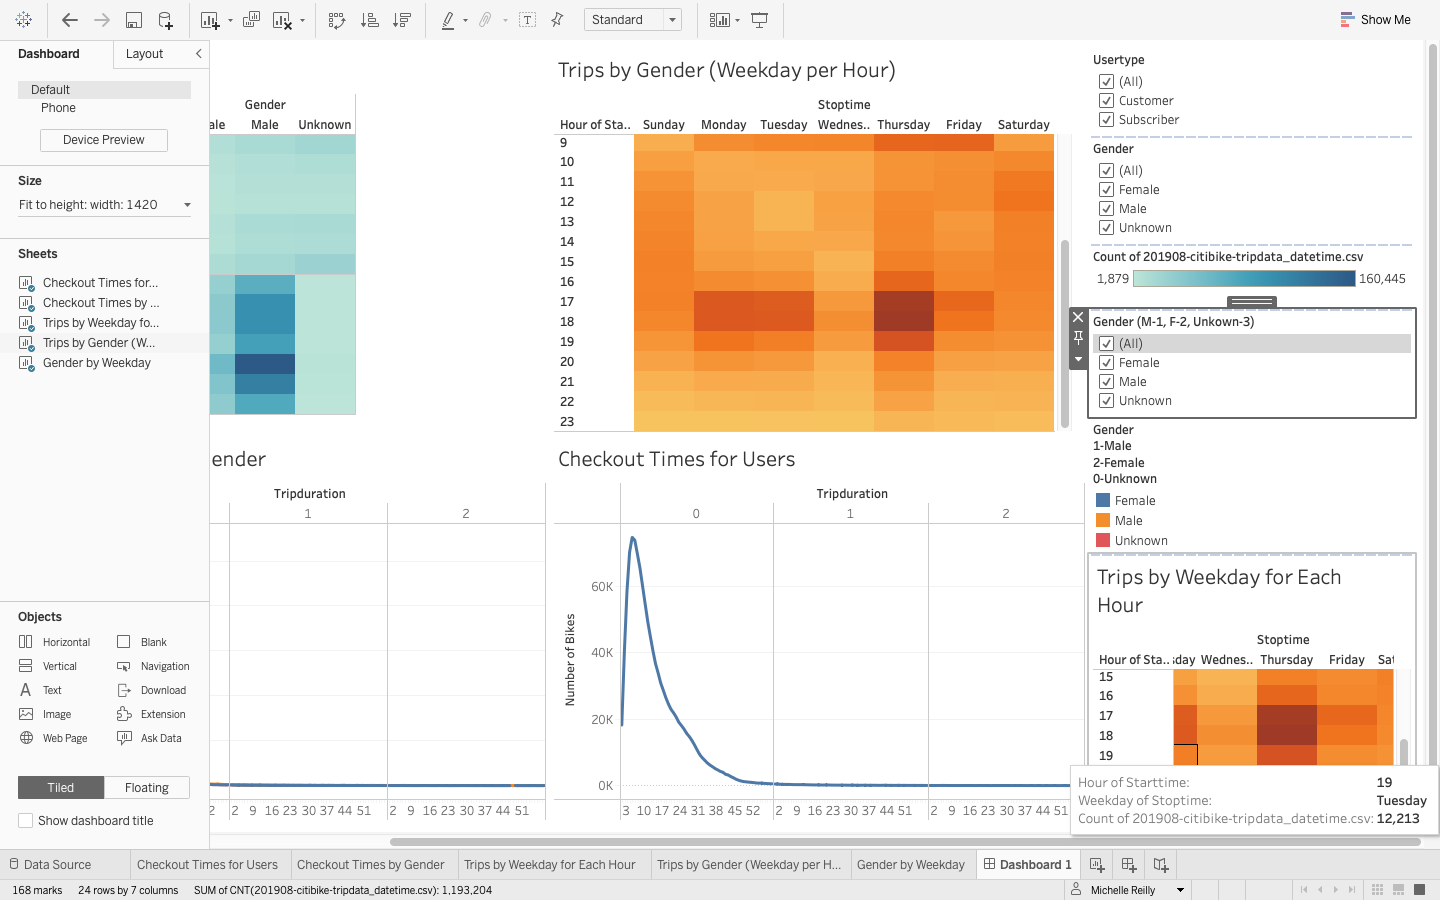 Standard
Show Me
Dashboard
Layout
Default
Phone
Device Preview
Size
Fit to height: width: 1420
Sheets
Checkout Times for...
Checkout Times by ...
Trips by Weekday fo...
Trips by Gender (W...
Gender by Weekday
Objects
Horizontal
Blank
Vertical
Navigation
Text
Download
Image
Extension
Web Page
Ask Data
Tiled
Floating
Show dashboard title
Gender
ale Male Unknown
Trips by Gender (Weekday per Hour)
Stoptime
Hour of Sta.. Sunday Monday Tuesday Wednes.. Thursday Friday Saturday
9
10
11
12
13
14
15
16
17
18
19
20
21
22
23
ender
Tripduration
1 2
2 2 9 16 23 30 37 44 51 2 9 16 23 30 37 44 51
Checkout Times for Users
Tripduration
0 1 2
Number of Bikes
60K
40K
20K
0K
3 10 17 24 31 38 45 52 2 9 16 23 30 37 44 51 2 9 16 23 30 37 44 51
Usertype
(All)
Customer
Subscriber
Gender
(All)
Female
Male
Unknown
Count of 201908-citibike-tripdata_datetime.csv
1,879 160,445
Gender (M-1, F-2, Unkown-3)
(All)
Female
Male
Unknown
Gender
1-Male
2-Female
0-Unknown
Female
Male
Unknown
Trips by Weekday for Each
Hour
Stoptime
Hour of Sta.. sday Wednes.. Thursday Friday Sat
15
16
17
18
19
Hour of Starttime: 19
Weekday of Stoptime: Tuesday
Count of 201908-citibike-tripdata_datetime.csv: 12,213
Data Source
Checkout Times for Users
Checkout Times by Gender
Trips by Weekday for Each Hour
Trips by Gender (Weekday per H...
Gender by Weekday
Dashboard 1
168 marks
24 rows by 7 columns
SUM of CNT(201908-citibike-tripdata_datetime.csv): 1,193,204
Michelle Reilly